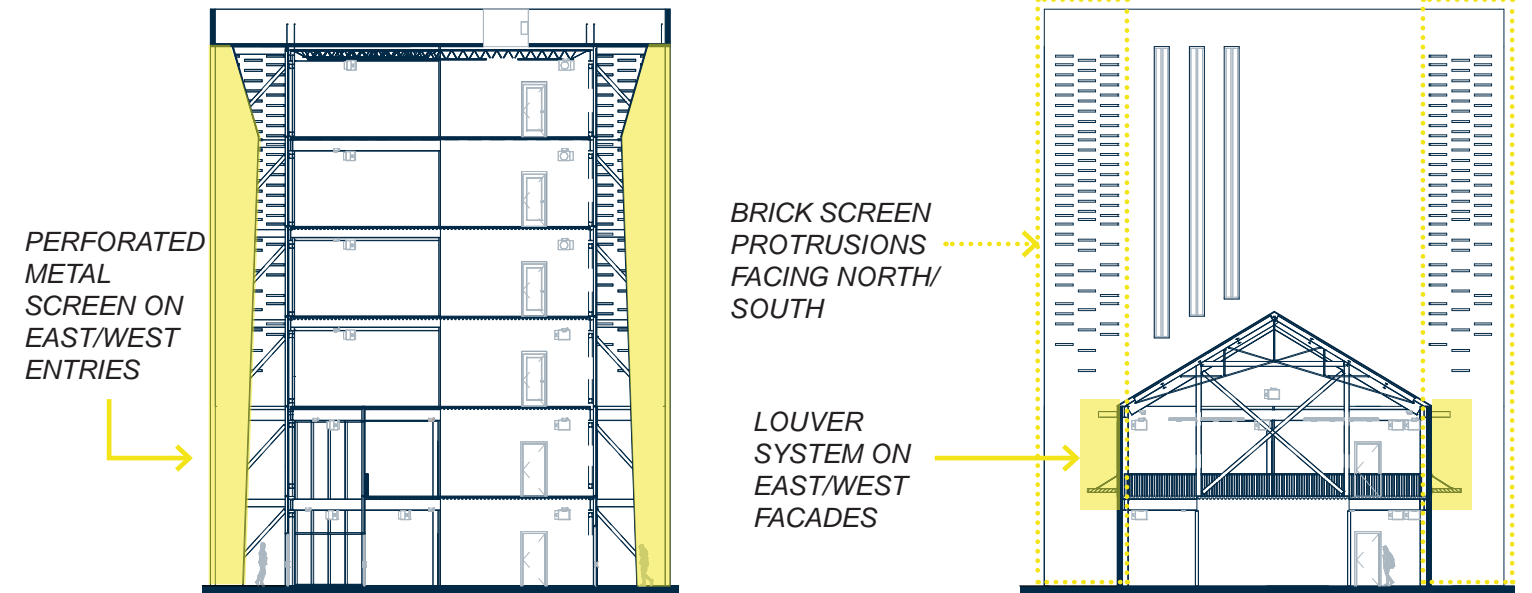 PERFORATED
METAL
SCREEN ON
EAST/WEST
ENTRIES
BRICK SCREEN
PROTRUSIONS
FACING NORTH/
SOUTH
LOUVER
SYSTEM ON
EAST/WEST
FACADES